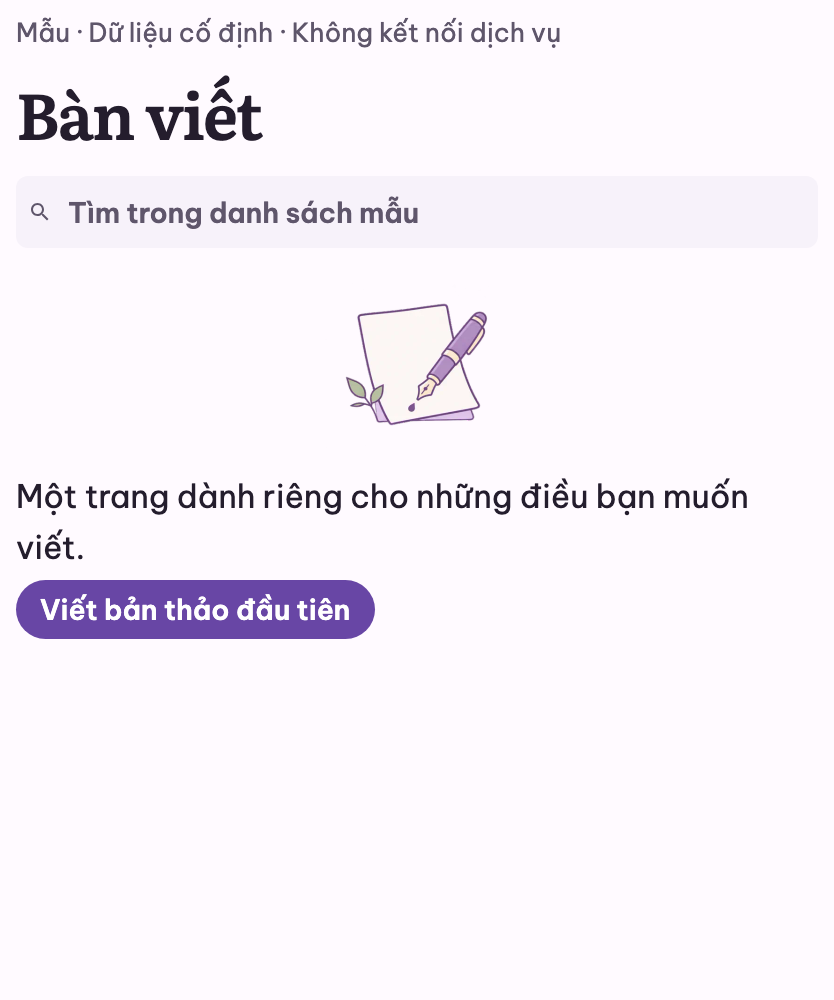 Mẫu · Dữ liệu cố định · Không kết nối dịch vụ
Bàn viết
Tìm trong danh sách mẫu
Một trang dành riêng cho những điều bạn muốn
viết.
Viết bản thảo đầu tiên